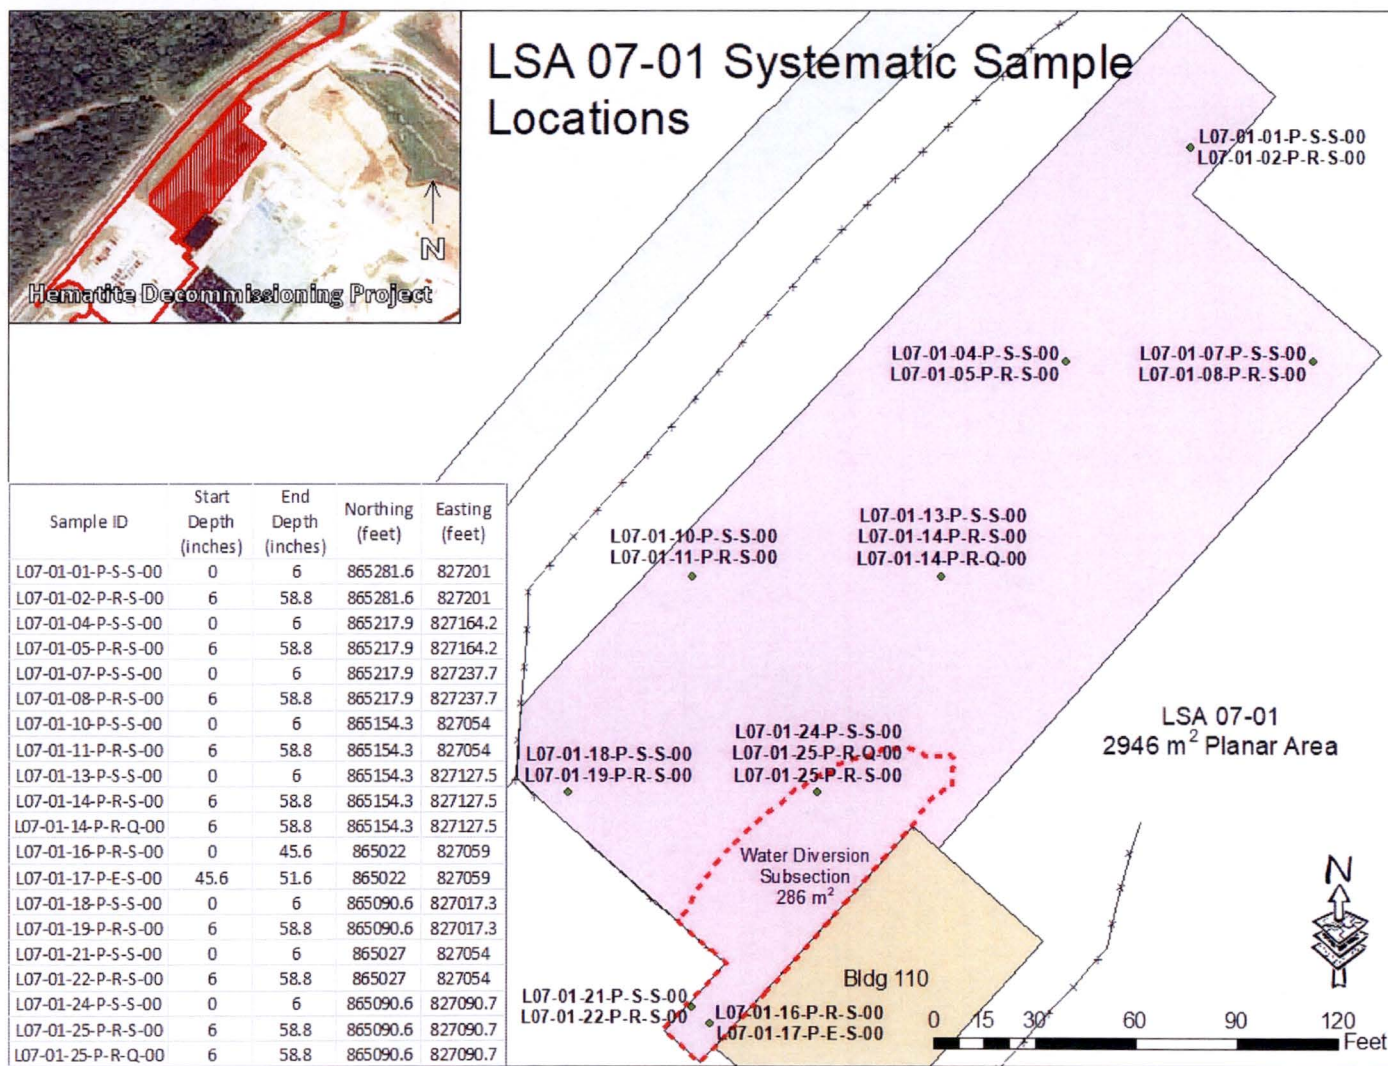 LSA 07-01 Systematic Sample
Locations
N
Hematite Decommissioning Project
L07-01-01-P-S-S-00
L07-01-02-P-R-S-00
L07-01-04-P-S-S-00
L07-01-05-P-R-S-00
L07-01-07-P-S-S-00
L07-01-08-P-R-S-00
L07-01-10-P-S-S-00
L07-01-11-P-R-S-00
L07-01-13-P-S-S-00
L07-01-14-P-R-S-00
L07-01-14-P-R-Q-00
L07-01-18-P-S-S-00
L07-01-19-P-R-S-00
L07-01-24-P-S-S-00
L07-01-25-P-R-Q-00
L07-01-25-P-R-S-00
LSA 07-01
2946 m² Planar Area
Water Diversion
Subsection
286 m²
Bldg 110
L07-01-21-P-S-S-00
L07-01-22-P-R-S-00
L07-01-16-P-R-S-00
L07-01-17-P-E-S-00
N
0 15 30 60 90 120
Feet
Sample ID Start Depth (inches) End Depth (inches) Northing (feet) Easting (feet)
L07-01-01-P-S-S-00 0 6 865281.6 827201
L07-01-02-P-R-S-00 6 58.8 865281.6 827201
L07-01-04-P-S-S-00 0 6 865217.9 827164.2
L07-01-05-P-R-S-00 6 58.8 865217.9 827164.2
L07-01-07-P-S-S-00 0 6 865217.9 827237.7
L07-01-08-P-R-S-00 6 58.8 865217.9 827237.7
L07-01-10-P-S-S-00 0 6 865154.3 827054
L07-01-11-P-R-S-00 6 58.8 865154.3 827054
L07-01-13-P-S-S-00 0 6 865154.3 827127.5
L07-01-14-P-R-S-00 6 58.8 865154.3 827127.5
L07-01-14-P-R-Q-00 6 58.8 865154.3 827127.5
L07-01-16-P-R-S-00 0 45.6 865022 827059
L07-01-17-P-E-S-00 45.6 51.6 865022 827059
L07-01-18-P-S-S-00 0 6 865090.6 827017.3
L07-01-19-P-R-S-00 6 58.8 865090.6 827017.3
L07-01-21-P-S-S-00 0 6 865027 827054
L07-01-22-P-R-S-00 6 58.8 865027 827054
L07-01-24-P-S-S-00 0 6 865090.6 827090.7
L07-01-25-P-R-S-00 6 58.8 865090.6 827090.7
L07-01-25-P-R-Q-00 6 58.8 865090.6 827090.7